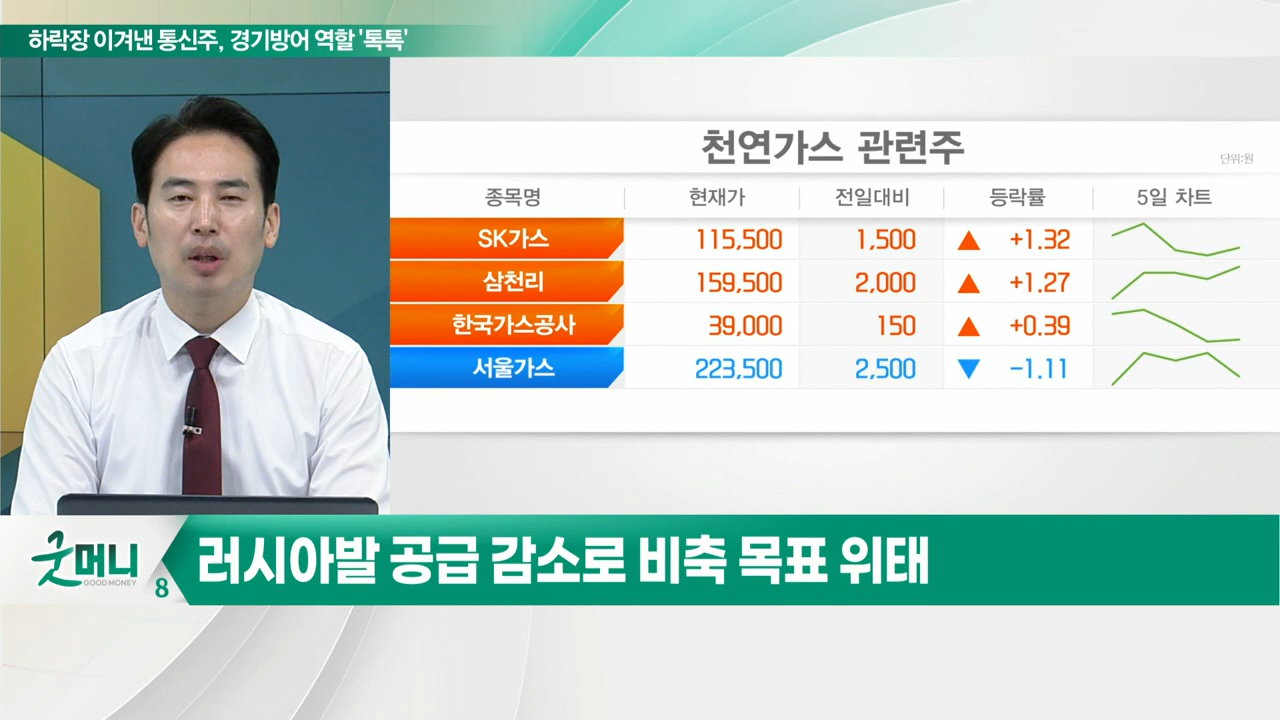 하락장 이겨낸 통신주, 경기방어 역할 '톡톡'
천연가스 관련주
단위:원
종목명 현재가 전일대비 등락률 5일 차트
SK가스 115,500 1,500 ▲ +1.32
삼천리 159,500 2,000 ▲ +1.27
한국가스공사 39,000 150 ▲ +0.39
서울가스 223,500 2,500 ▼ -1.11
굿머니
GOOD MONEY
8
러시아발 공급 감소로 비축 목표 위태